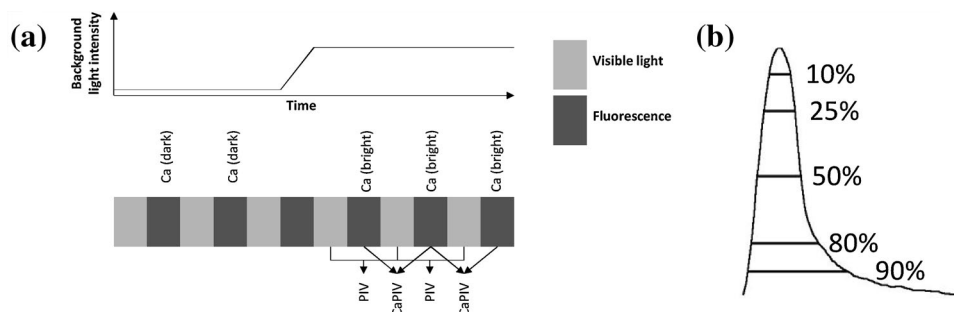 (a)
Background
light intensity
Time
Visible light
Fluorescence
Ca (dark)
Ca (dark)
Ca (bright)
Ca (bright)
Ca (bright)
PIV
CaPIV
PIV
CaPIV
(b)
10%
25%
50%
80%
90%